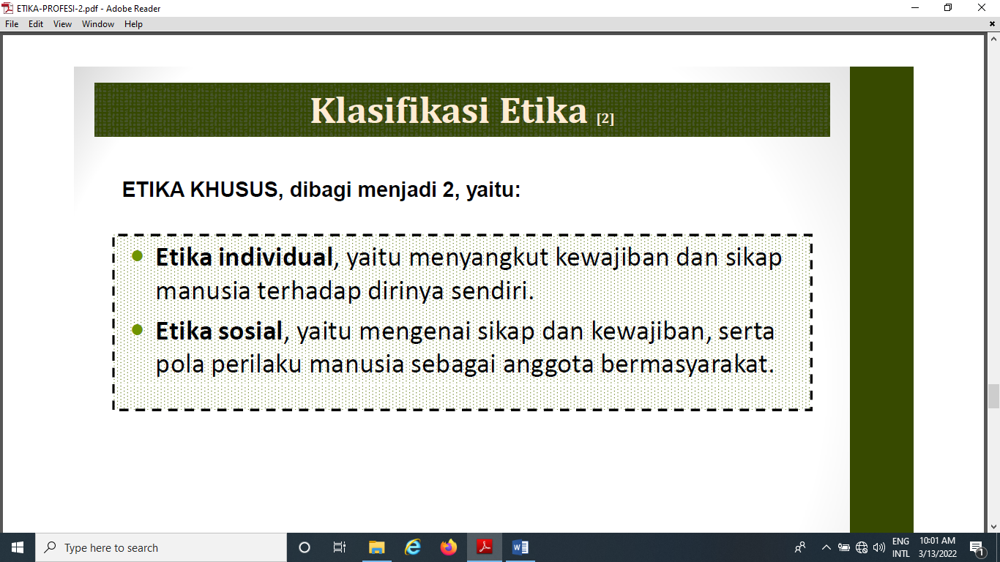 ETIKA-PROFESI-2.pdf - Adobe Reader
File Edit View Window Help
Klasifikasi Etika [2]
ETIKA KHUSUS, dibagi menjadi 2, yaitu:
• Etika individual, yaitu menyangkut kewajiban dan sikap
manusia terhadap dirinya sendiri.
• Etika sosial, yaitu mengenai sikap dan kewajiban, serta
pola perilaku manusia sebagai anggota bermasyarakat.
Type here to search
ENG
INTL
10:01 AM
3/13/2022
1